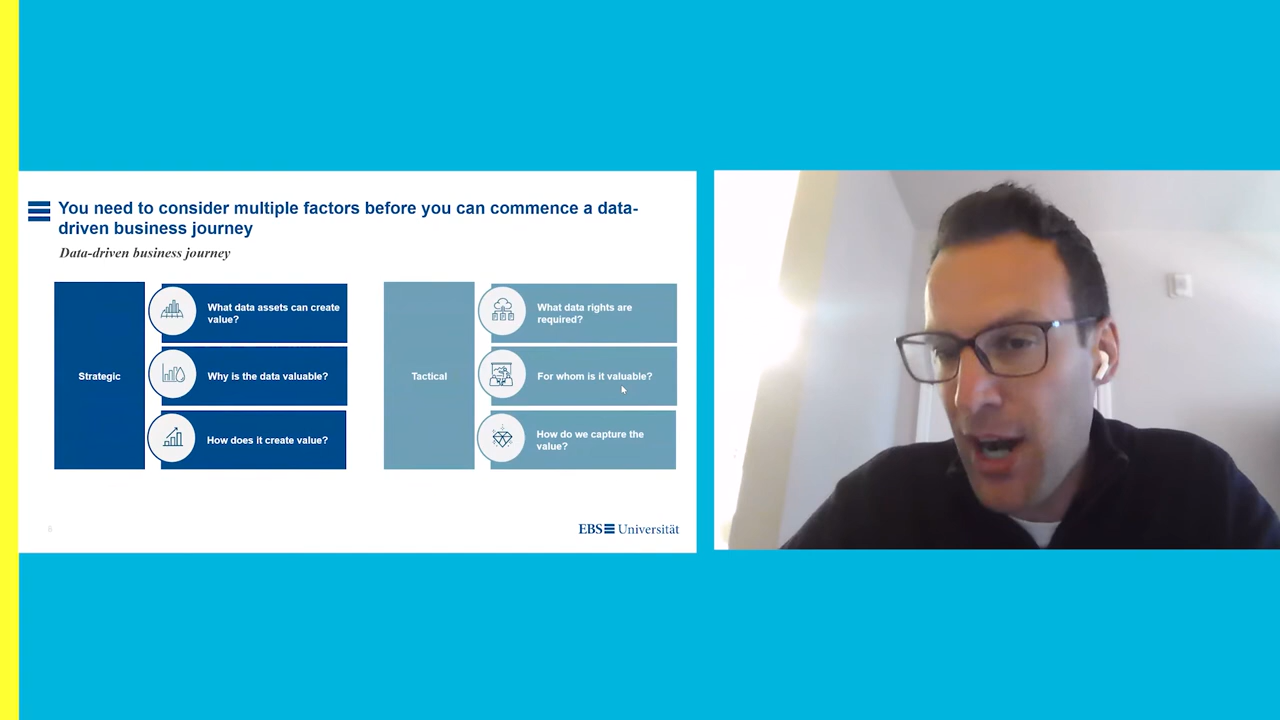 You need to consider multiple factors before you can commence a data-
driven business journey
Data-driven business journey
Strategic
What data assets can create
value?
Why is the data valuable?
How does it create value?
Tactical
What data rights are
required?
For whom is it valuable?
How do we capture the
value?
EBS Universität